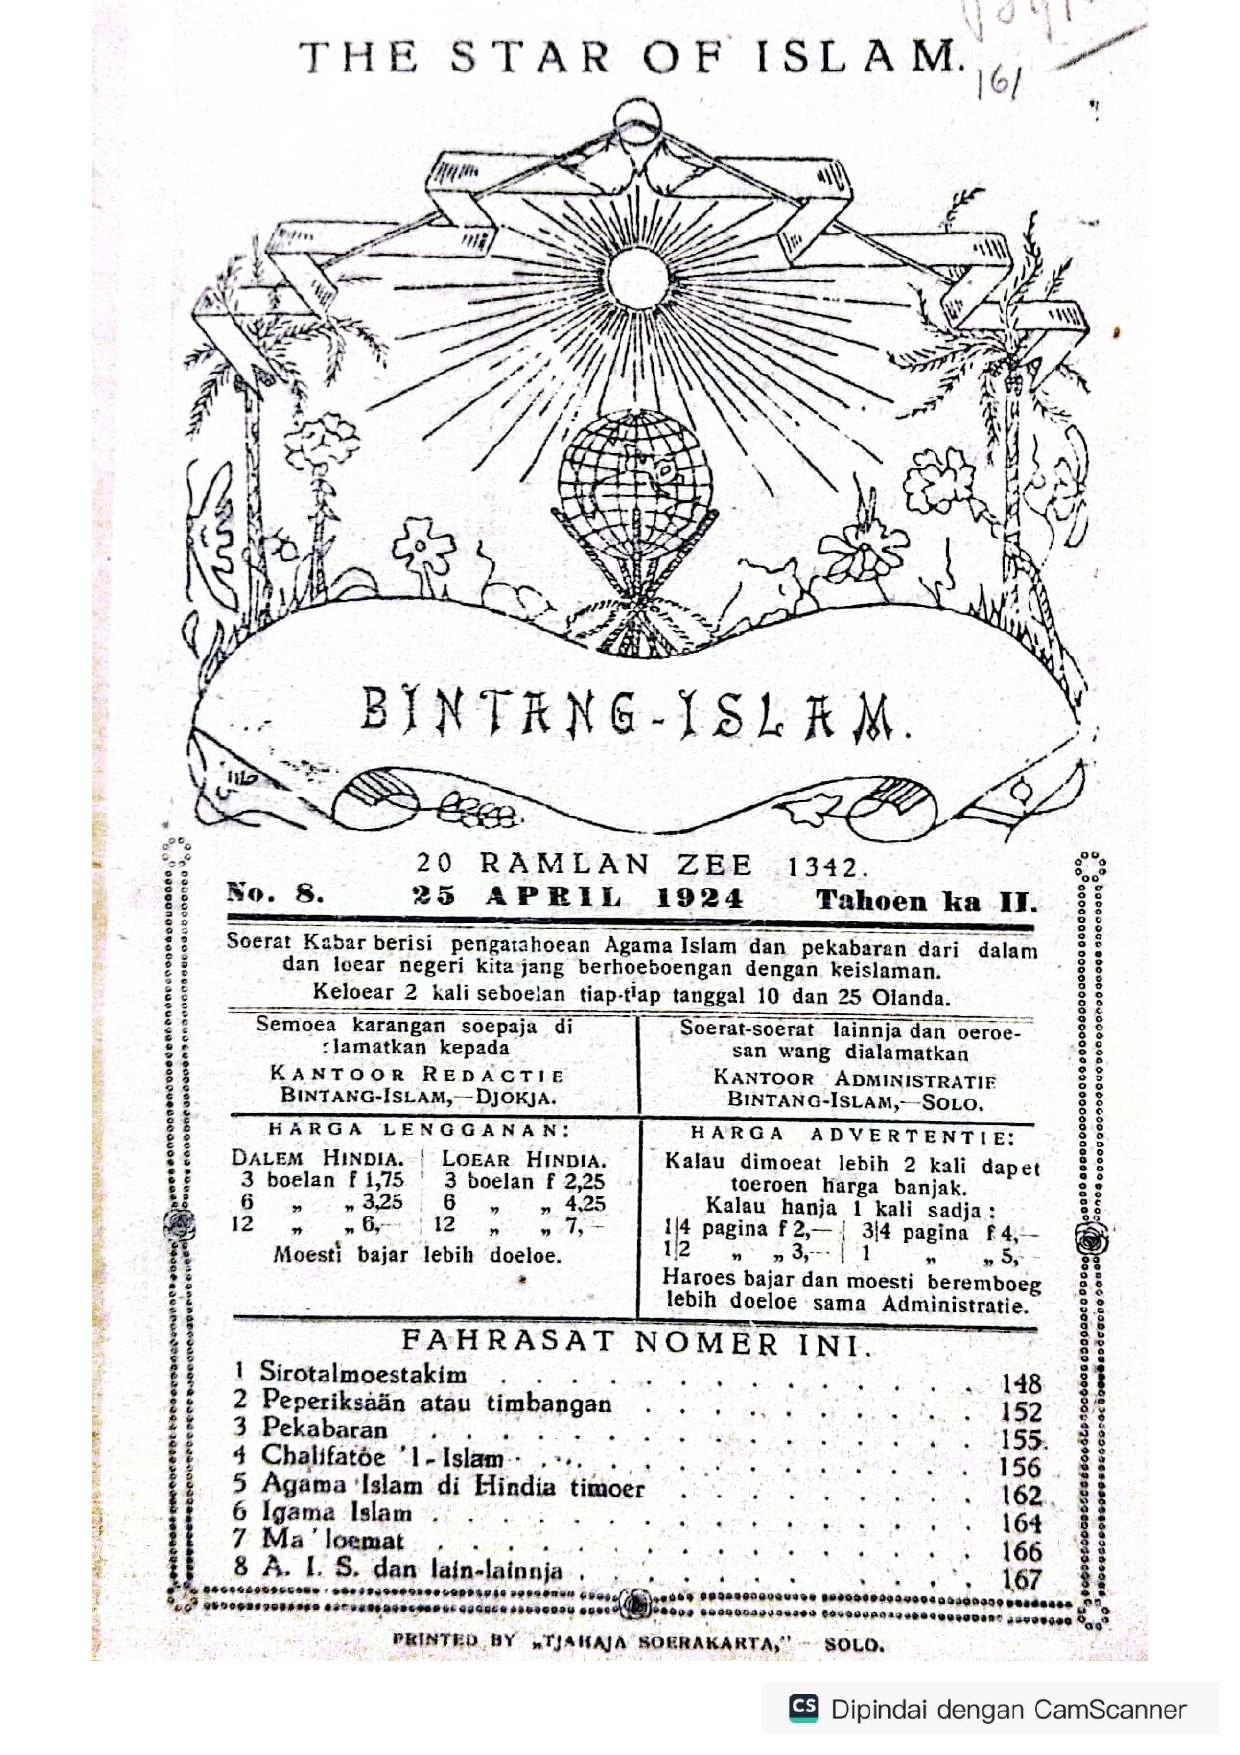 THE STAR OF ISLAM.
161
BINTANG-ISLAM.
20 RAMLAN ZEE 1342.
No. 8. 25 APRIL 1924 Tahoen ka II.
Soerat Kabar berisi pengatahoean Agama Islam dan pekabaran dari dalam
dan loear negeri kita jang berhoeboengan dengan keislaman.
Keloear 2 kali seboelan tiap-tiap tanggal 10 dan 25 Olanda.
Semoea karangan soepaja di
:lamatkan kepada
KANTOOR REDACTIE
BINTANG-ISLAM,—DJOKJA.
Soerat-soerat lainnja dan oeroe-
san wang dialamatkan
KANTOOR ADMINISTRATIE
BINTANG-ISLAM,—SOLO.
HARGA LENGGANAN:
DALEM HINDIA. LOEAR HINDIA.
3 boelan f 1,75 3 boelan f 2,25
6 „ „ 3,25 6 „ „ 4,25
12 „ „ 6,— 12 „ „ 7,—
Moesti bajar lebih doeloe.
HARGA ADVERTENTIE:
Kalau dimoeat lebih 2 kali dapet
toeroen harga banjak.
Kalau hanja 1 kali sadja :
1|4 pagina f 2,— 3|4 pagina f 4,—
1|2 „ „ 3,— 1 „ „ 5,—
Haroes bajar dan moesti beremboeg
lebih doeloe sama Administratie.
FAHRASAT NOMER INI.
1 Sirotalmoestakim . . . . . . . . . . . 148
2 Peperiksään atau timbangan . . . . . . . . 152
3 Pekabaran . . . . . . . . . . . . 155
4 Chalifatoe 'l-Islam . . . . . . . . . . 156
5 Agama Islam di Hindia timoer . . . . . . . 162
6 Igama Islam . . . . . . . . . . . . 164
7 Ma'loemat . . . . . . . . . . . . 166
8 A. I. S. dan lain-lainnja . . . . . . . . . 167
PRINTED BY „TJAHAJA SOERAKARTA," SOLO.
CS Dipindai dengan CamScanner